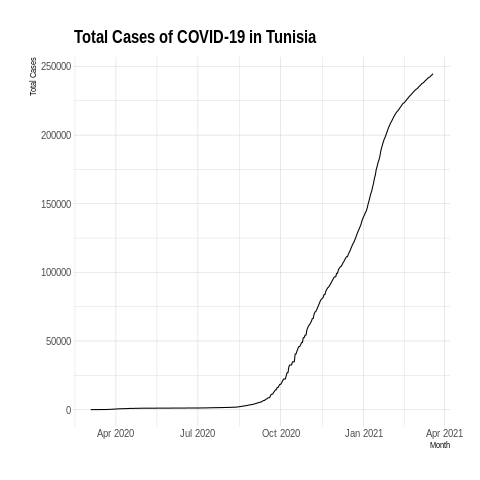 Total Cases of COVID-19 in Tunisia
Total Cases
250000
200000
150000
100000
50000
0
Apr 2020 Jul 2020 Oct 2020 Jan 2021 Apr 2021
Month